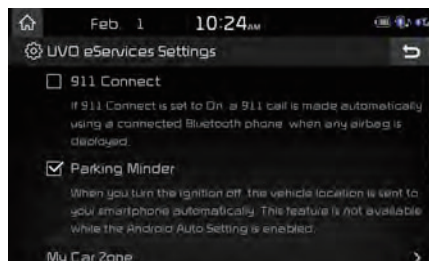 Feb. 1 10:24AM
UVO eServices Settings
911 Connect
If 911 Connect is set to On, a 911 call is made automatically
using a connected Bluetooth phone, when any airbag is
deployed.
Parking Minder
When you turn the ignition off, the vehicle location is sent to
your smartphone automatically. This feature is not available
while the Android Auto Setting is enabled.
My Car Zone